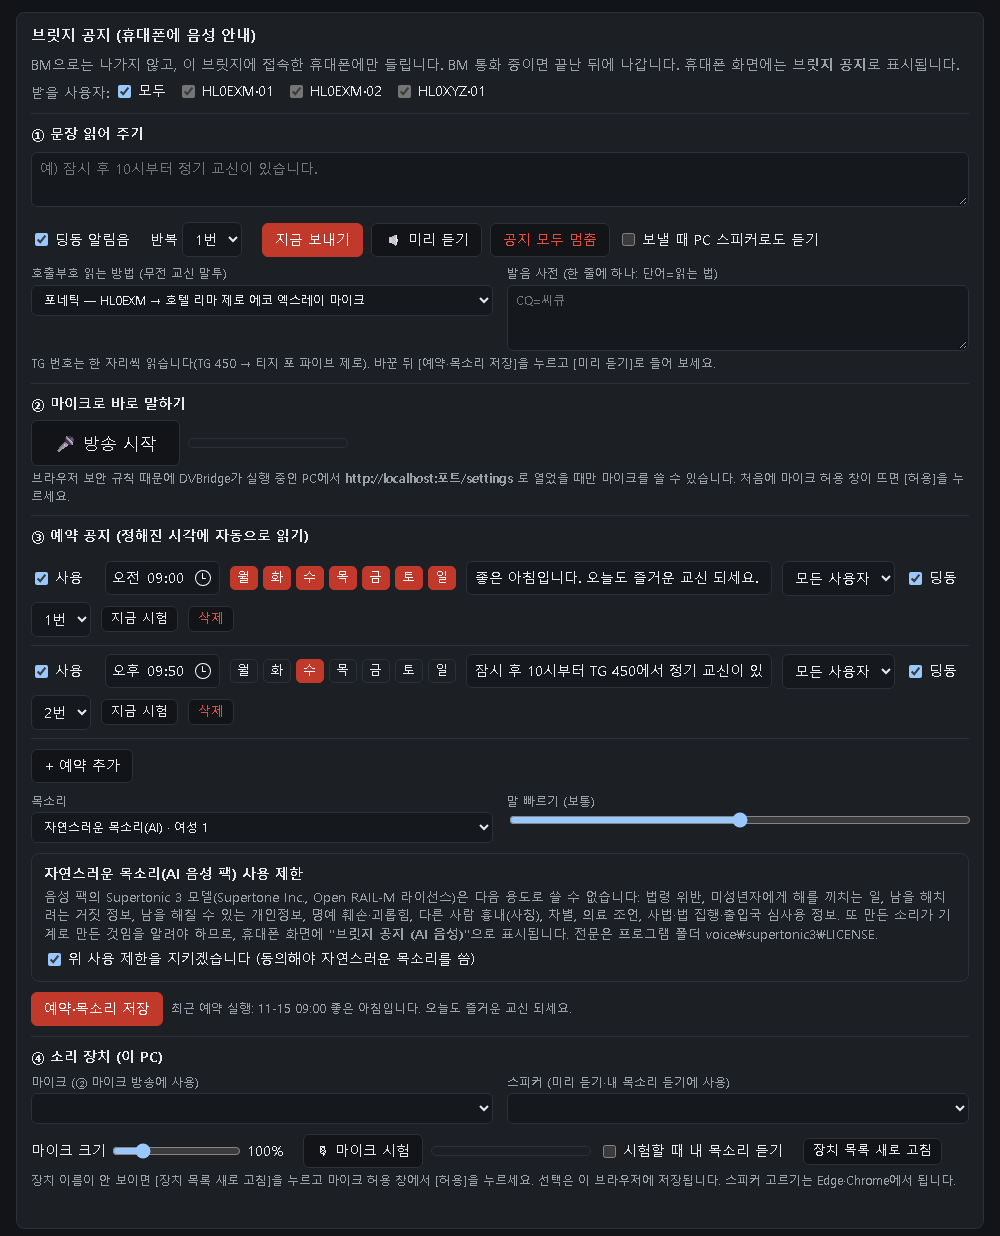 브릿지 공지 (휴대폰에 음성 안내)
BM으로는 나가지 않고, 이 브릿지에 접속한 휴대폰에만 들립니다. BM 통화 중이면 끝난 뒤에 나갑니다. 휴대폰 화면에는 브릿지 공지로 표시됩니다.
받을 사용자: 모두 HL0EXM-01 HL0EXM-02 HL0XYZ-01
① 문장 읽어 주기
예) 잠시 후 10시부터 정기 교신이 있습니다.
딩동 알림음 반복 1번 지금 보내기 미리 듣기 공지 모두 멈춤 보낼 때 PC 스피커로도 듣기
호출부호 읽는 방법 (무전 교신 말투) 발음 사전 (한 줄에 하나: 단어=읽는 법)
포네틱 — HL0EXM → 호텔 리마 제로 에코 엑스레이 마이크 CQ=씨큐
TG 번호는 한 자리씩 읽습니다(TG 450 → 티지 포 파이브 제로). 바꾼 뒤 [예약·목소리 저장]을 누르고 [미리 듣기]로 들어 보세요.
② 마이크로 바로 말하기
방송 시작
브라우저 보안 규칙 때문에 DVBridge가 실행 중인 PC에서 http://localhost:포트/settings 로 열었을 때만 마이크를 쓸 수 있습니다. 처음에 마이크 허용 창이 뜨면 [허용]을 누
르세요.
③ 예약 공지 (정해진 시각에 자동으로 읽기)
사용 오전 09:00 월 화 수 목 금 토 일 좋은 아침입니다. 오늘도 즐거운 교신 되세요. 모든 사용자 딩동
1번 지금 시험 삭제
사용 오후 09:50 월 화 수 목 금 토 일 잠시 후 10시부터 TG 450에서 정기 교신이 있 모든 사용자 딩동
2번 지금 시험 삭제
+ 예약 추가
목소리 말 빠르기 (보통)
자연스러운 목소리(AI) · 여성 1
자연스러운 목소리(AI 음성 팩) 사용 제한
음성 팩의 Supertonic 3 모델(Supertone Inc., Open RAIL-M 라이선스)은 다음 용도로 쓸 수 없습니다: 법령 위반, 미성년자에게 해를 끼치는 일, 남을 해치
려는 거짓 정보, 남을 해칠 수 있는 개인정보, 명예 훼손·괴롭힘, 다른 사람 흉내(사칭), 차별, 의료 조언, 사법·법 집행·출입국 심사용 정보. 또 만든 소리가 기
계로 만든 것임을 알려야 하므로, 휴대폰 화면에 "브릿지 공지 (AI 음성)"으로 표시됩니다. 전문은 프로그램 폴더 voice₩supertonic3₩LICENSE.
위 사용 제한을 지키겠습니다 (동의해야 자연스러운 목소리를 씀)
예약·목소리 저장 최근 예약 실행: 11-15 09:00 좋은 아침입니다. 오늘도 즐거운 교신 되세요.
④ 소리 장치 (이 PC)
마이크 (② 마이크 방송에 사용) 스피커 (미리 듣기·내 목소리 듣기에 사용)
마이크 크기 100% 마이크 시험 시험할 때 내 목소리 듣기 장치 목록 새로 고침
장치 이름이 안 보이면 [장치 목록 새로 고침]을 누르고 마이크 허용 창에서 [허용]을 누르세요. 선택은 이 브라우저에 저장됩니다. 스피커 고르기는 Edge·Chrome에서 됩니다.